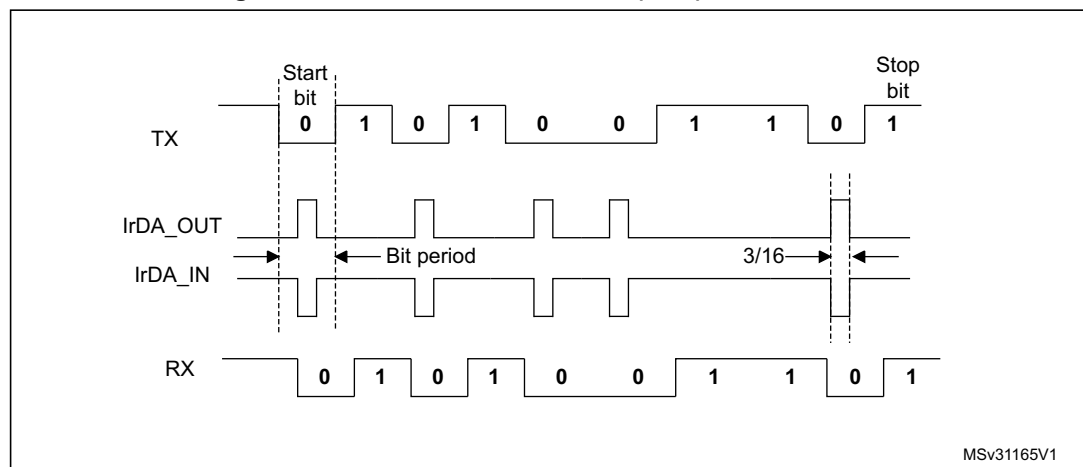 Start
bit
Stop
bit
TX
0 1 0 1 0 0 1 1 0 1
IrDA_OUT
Bit period
3/16
IrDA_IN
RX
0 1 0 1 0 0 1 1 0 1
MSv31165V1